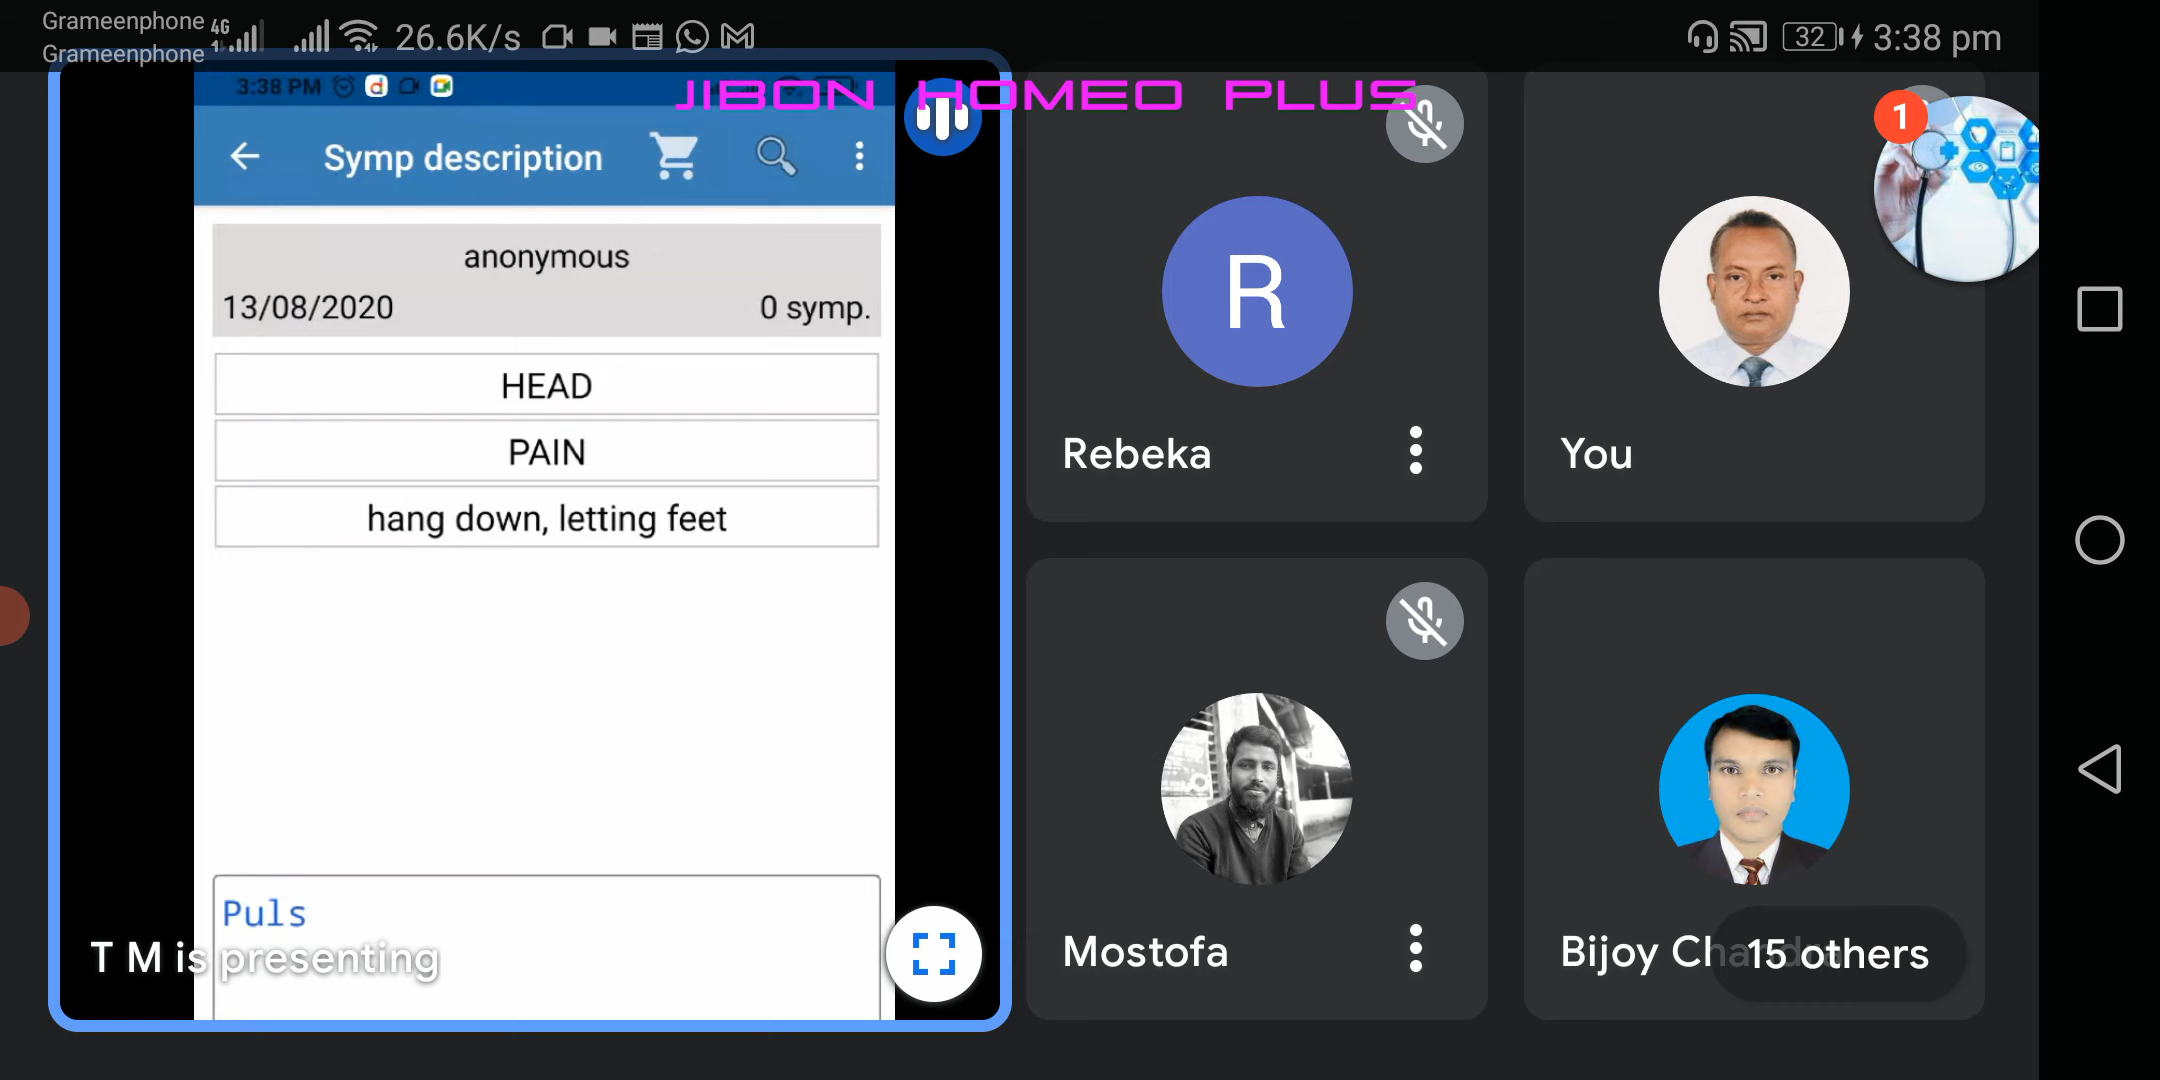 Grameenphone 4G 26.6K/s 32 3:38 pm
Grameenphone
3:38 PM
JIBON HOMEO PLUS
1
Symp description
anonymous
13/08/2020 0 symp.
HEAD
PAIN
hang down, letting feet
Puls
T M is presenting
R
Rebeka
You
Mostofa
Bijoy Chandra
15 others